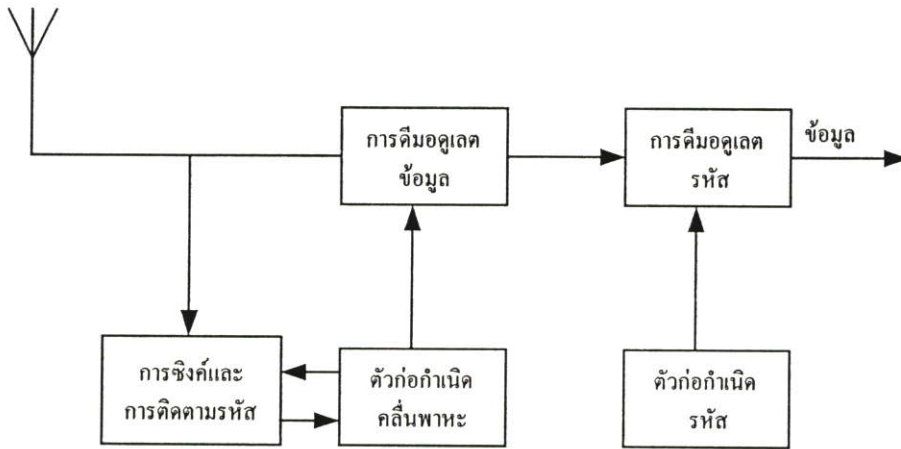 การดีมอดูเลต
ข้อมูล
การดีมอดูเลต
รหัส
ข้อมูล
การซิงค์และ
การติดตามรหัส
ตัวก่อกำเนิด
คลื่นพาหะ
ตัวก่อกำเนิด
รหัส